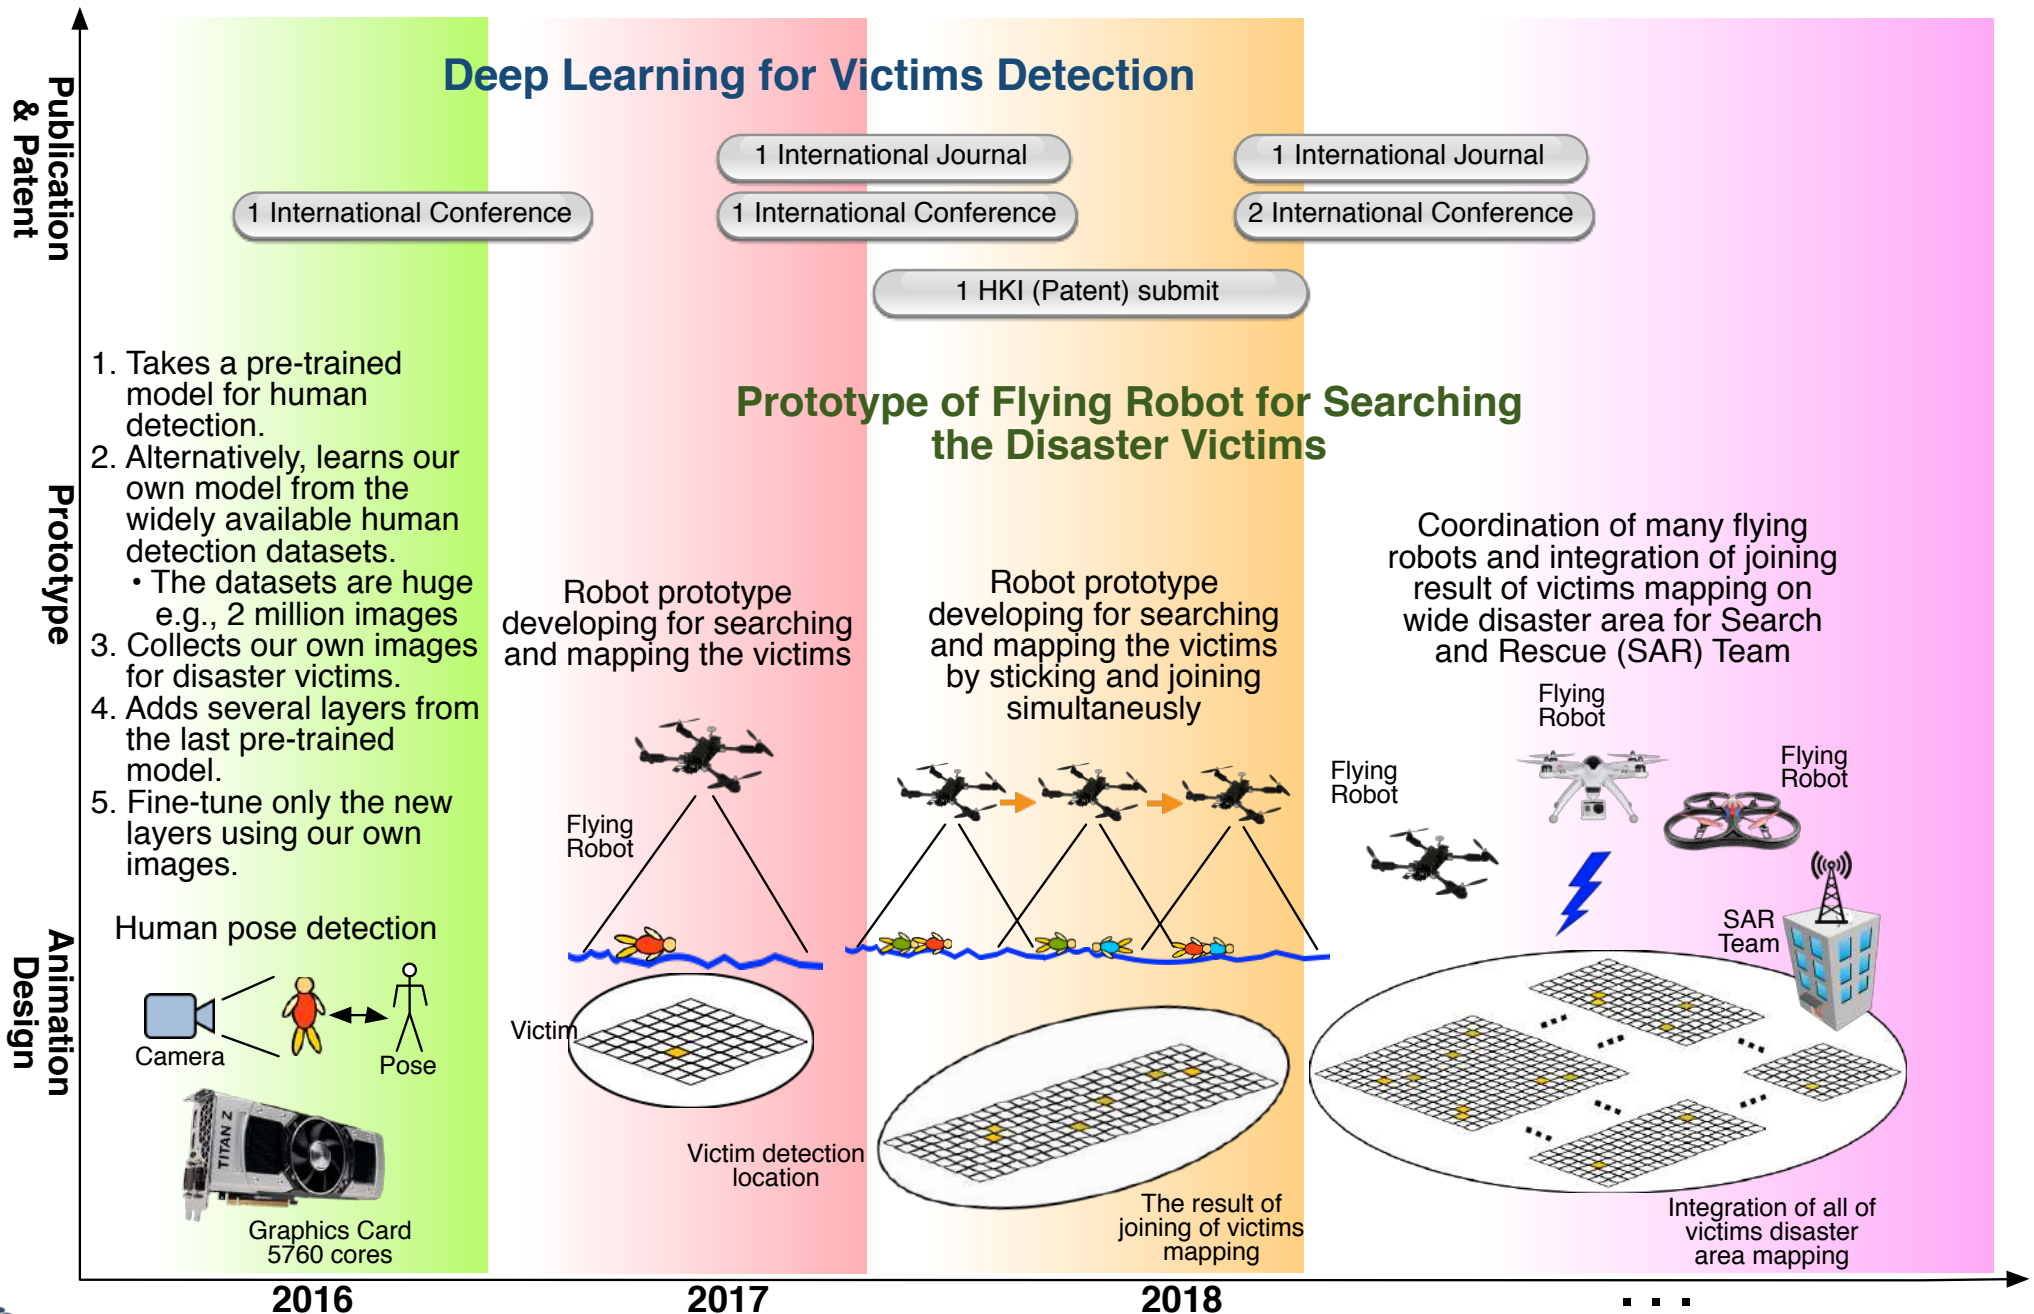 Deep Learning for Victims Detection
Publication
& Patent
1 International Journal
1 International Journal
1 International Conference
1 International Conference
2 International Conference
1 HKI (Patent) submit
Prototype
1. Takes a pre-trained
model for human
detection.
2. Alternatively, learns our
own model from the
widely available human
detection datasets.
• The datasets are huge
e.g., 2 million images
3. Collects our own images
for disaster victims.
4. Adds several layers from
the last pre-trained
model.
5. Fine-tune only the new
layers using our own
images.
Prototype of Flying Robot for Searching
the Disaster Victims
Robot prototype
developing for searching
and mapping the victims
Robot prototype
developing for searching
and mapping the victims
by sticking and joining
simultaneusly
Coordination of many flying
robots and integration of joining
result of victims mapping on
wide disaster area for Search
and Rescue (SAR) Team
Flying
Robot
Flying
Robot
Flying
Robot
Flying
Robot
SAR
Team
Animation
Design
Human pose detection
Camera
Pose
TITAN Z
Graphics Card
5760 cores
Victim
Victim detection
location
The result of
joining of victims
mapping
Integration of all of
victims disaster
area mapping
2016
2017
2018
. . .